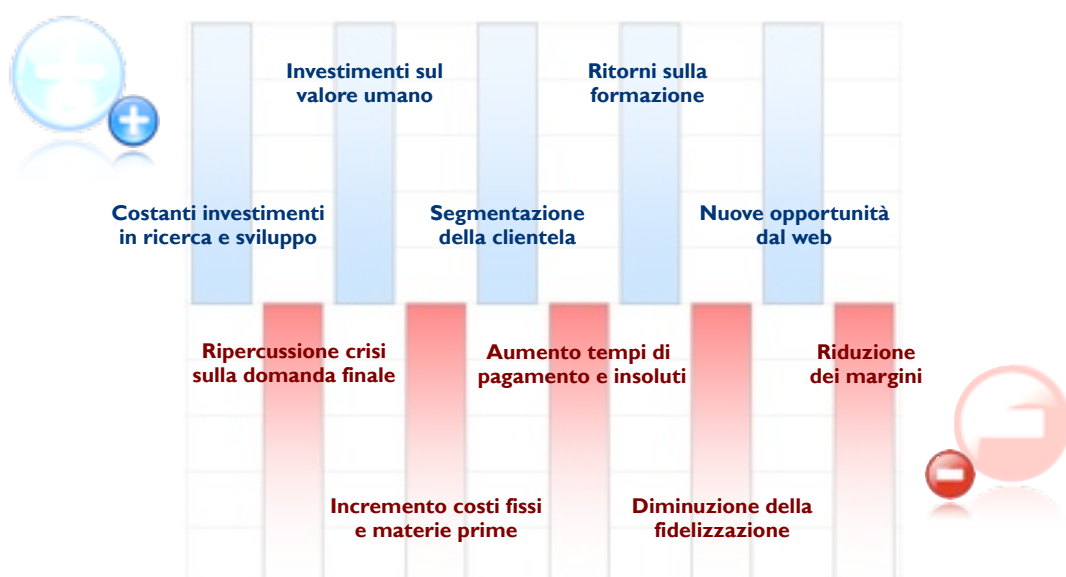 Investimenti sul
valore umano
Ritorni sulla
formazione
Costanti investimenti
in ricerca e sviluppo
Segmentazione
della clientela
Nuove opportunità
dal web
Ripercussione crisi
sulla domanda finale
Aumento tempi di
pagamento e insoluti
Riduzione
dei margini
Incremento costi fissi
e materie prime
Diminuzione della
fidelizzazione